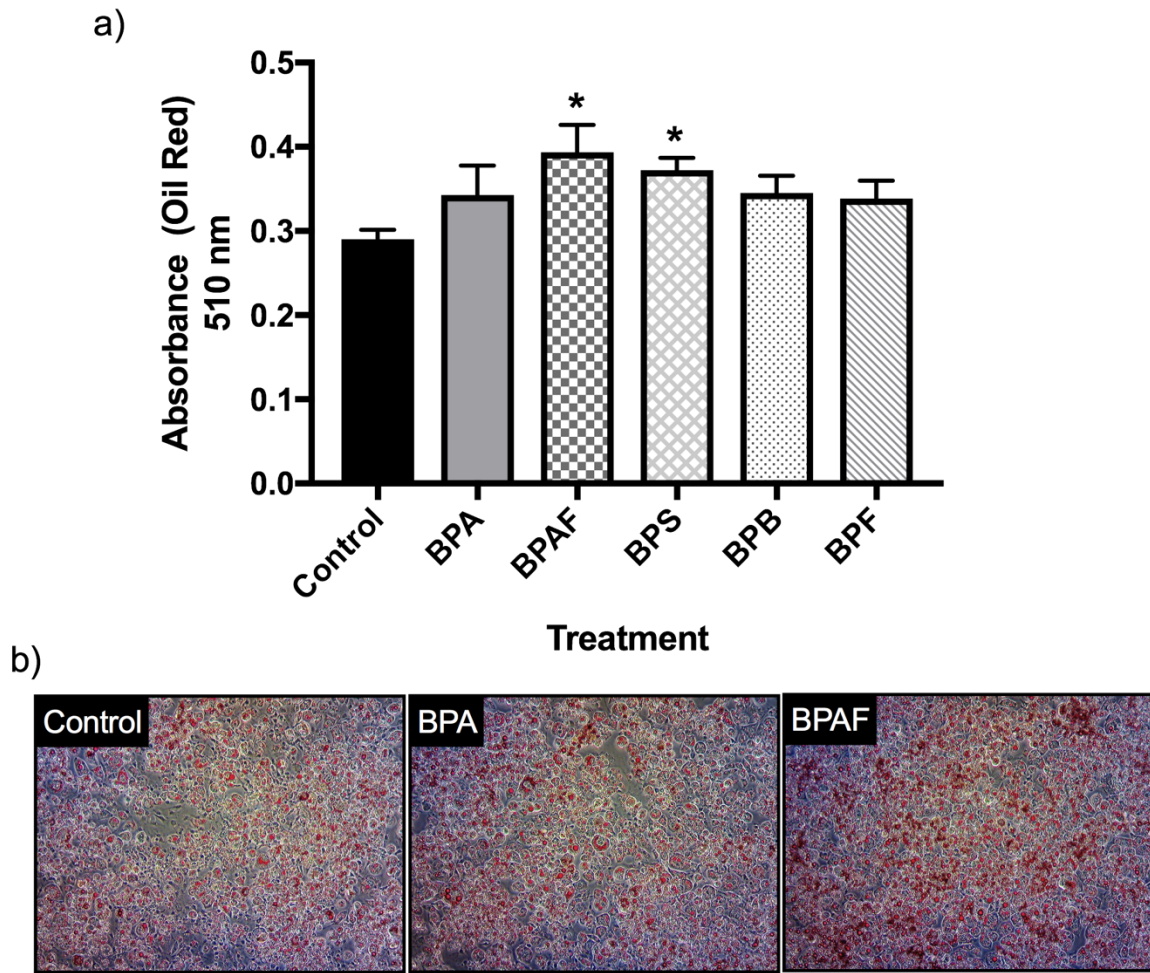 a)
Absorbance (Oil Red)
510 nm
0.5
0.4
0.3
0.2
0.1
0.0
*
*
Control
BPA
BPAF
BPS
BPB
BPF
Treatment
b)
Control
BPA
BPAF